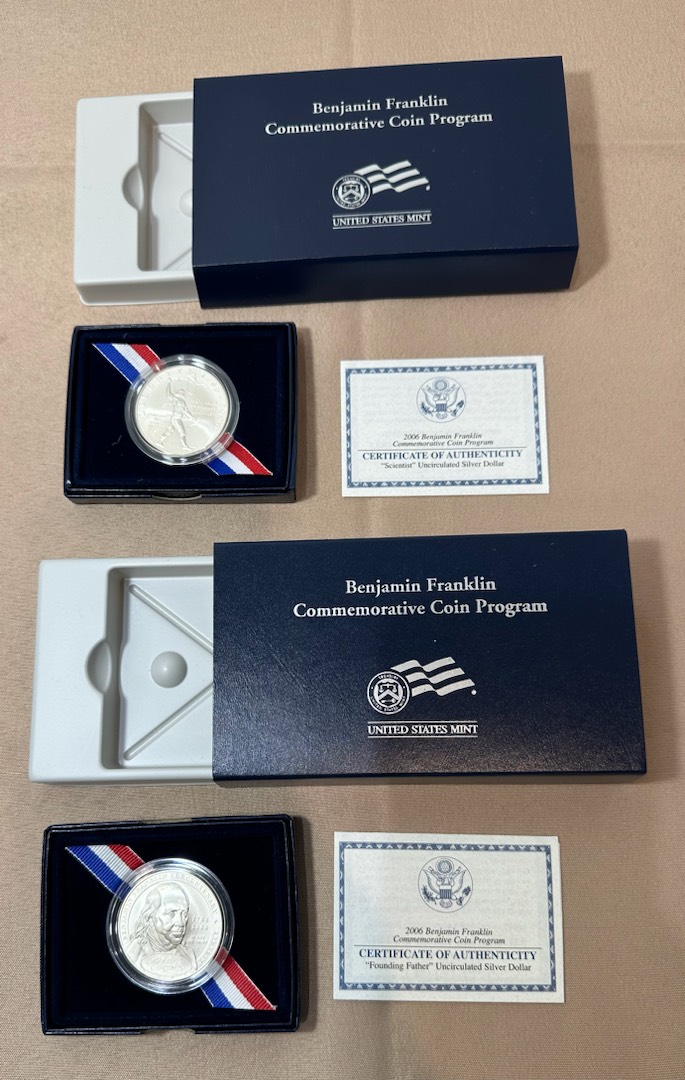 Benjamin Franklin
Commemorative Coin Program
UNITED STATES MINT
2006 Benjamin Franklin
Commemorative Coin Program
CERTIFICATE OF AUTHENTICITY
"Scientist" Uncirculated Silver Dollar
Benjamin Franklin
Commemorative Coin Program
UNITED STATES MINT
2006 Benjamin Franklin
Commemorative Coin Program
CERTIFICATE OF AUTHENTICITY
"Founding Father" Uncirculated Silver Dollar